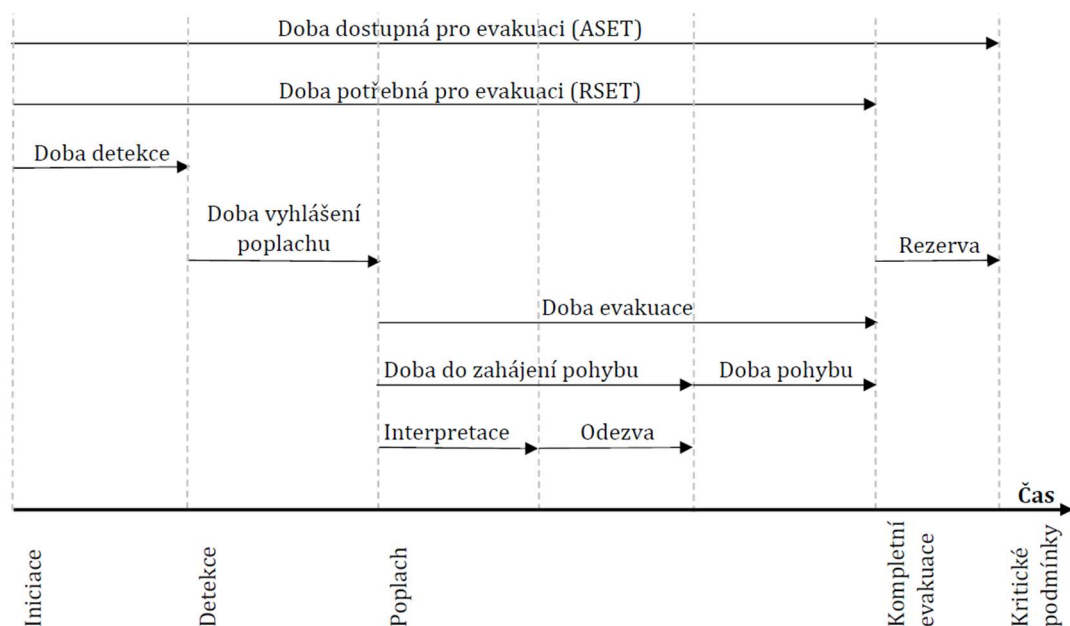 Doba dostupná pro evakuaci (ASET)
Doba potřebná pro evakuaci (RSET)
Doba detekce
Doba vyhlášení
poplachu
Rezerva
Doba evakuace
Doba do zahájení pohybu
Doba pohybu
Interpretace
Odezva
Čas
Iniciace
Detekce
Poplach
Kompletní
evakuace
Kritické
podmínky